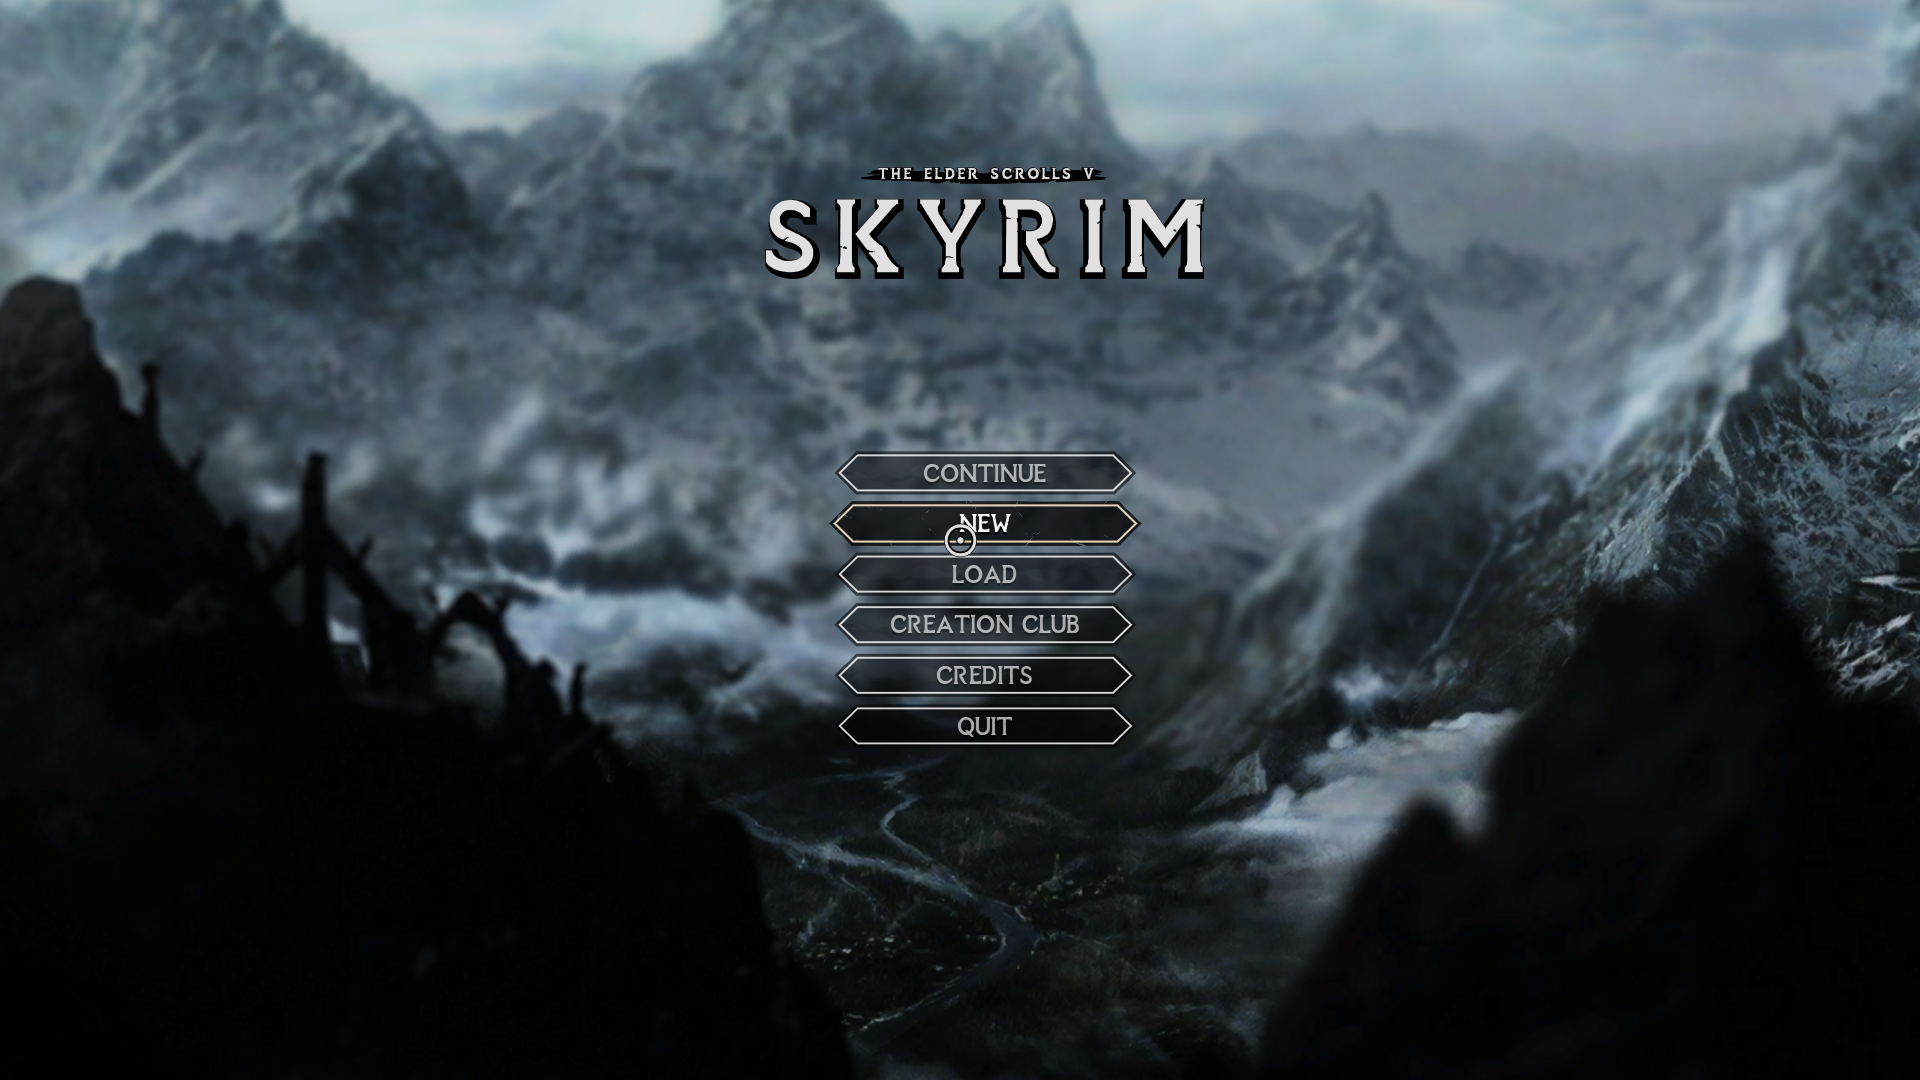 THE ELDER SCROLLS V
SKYRIM
CONTINUE
NEW
LOAD
CREATION CLUB
CREDITS
QUIT